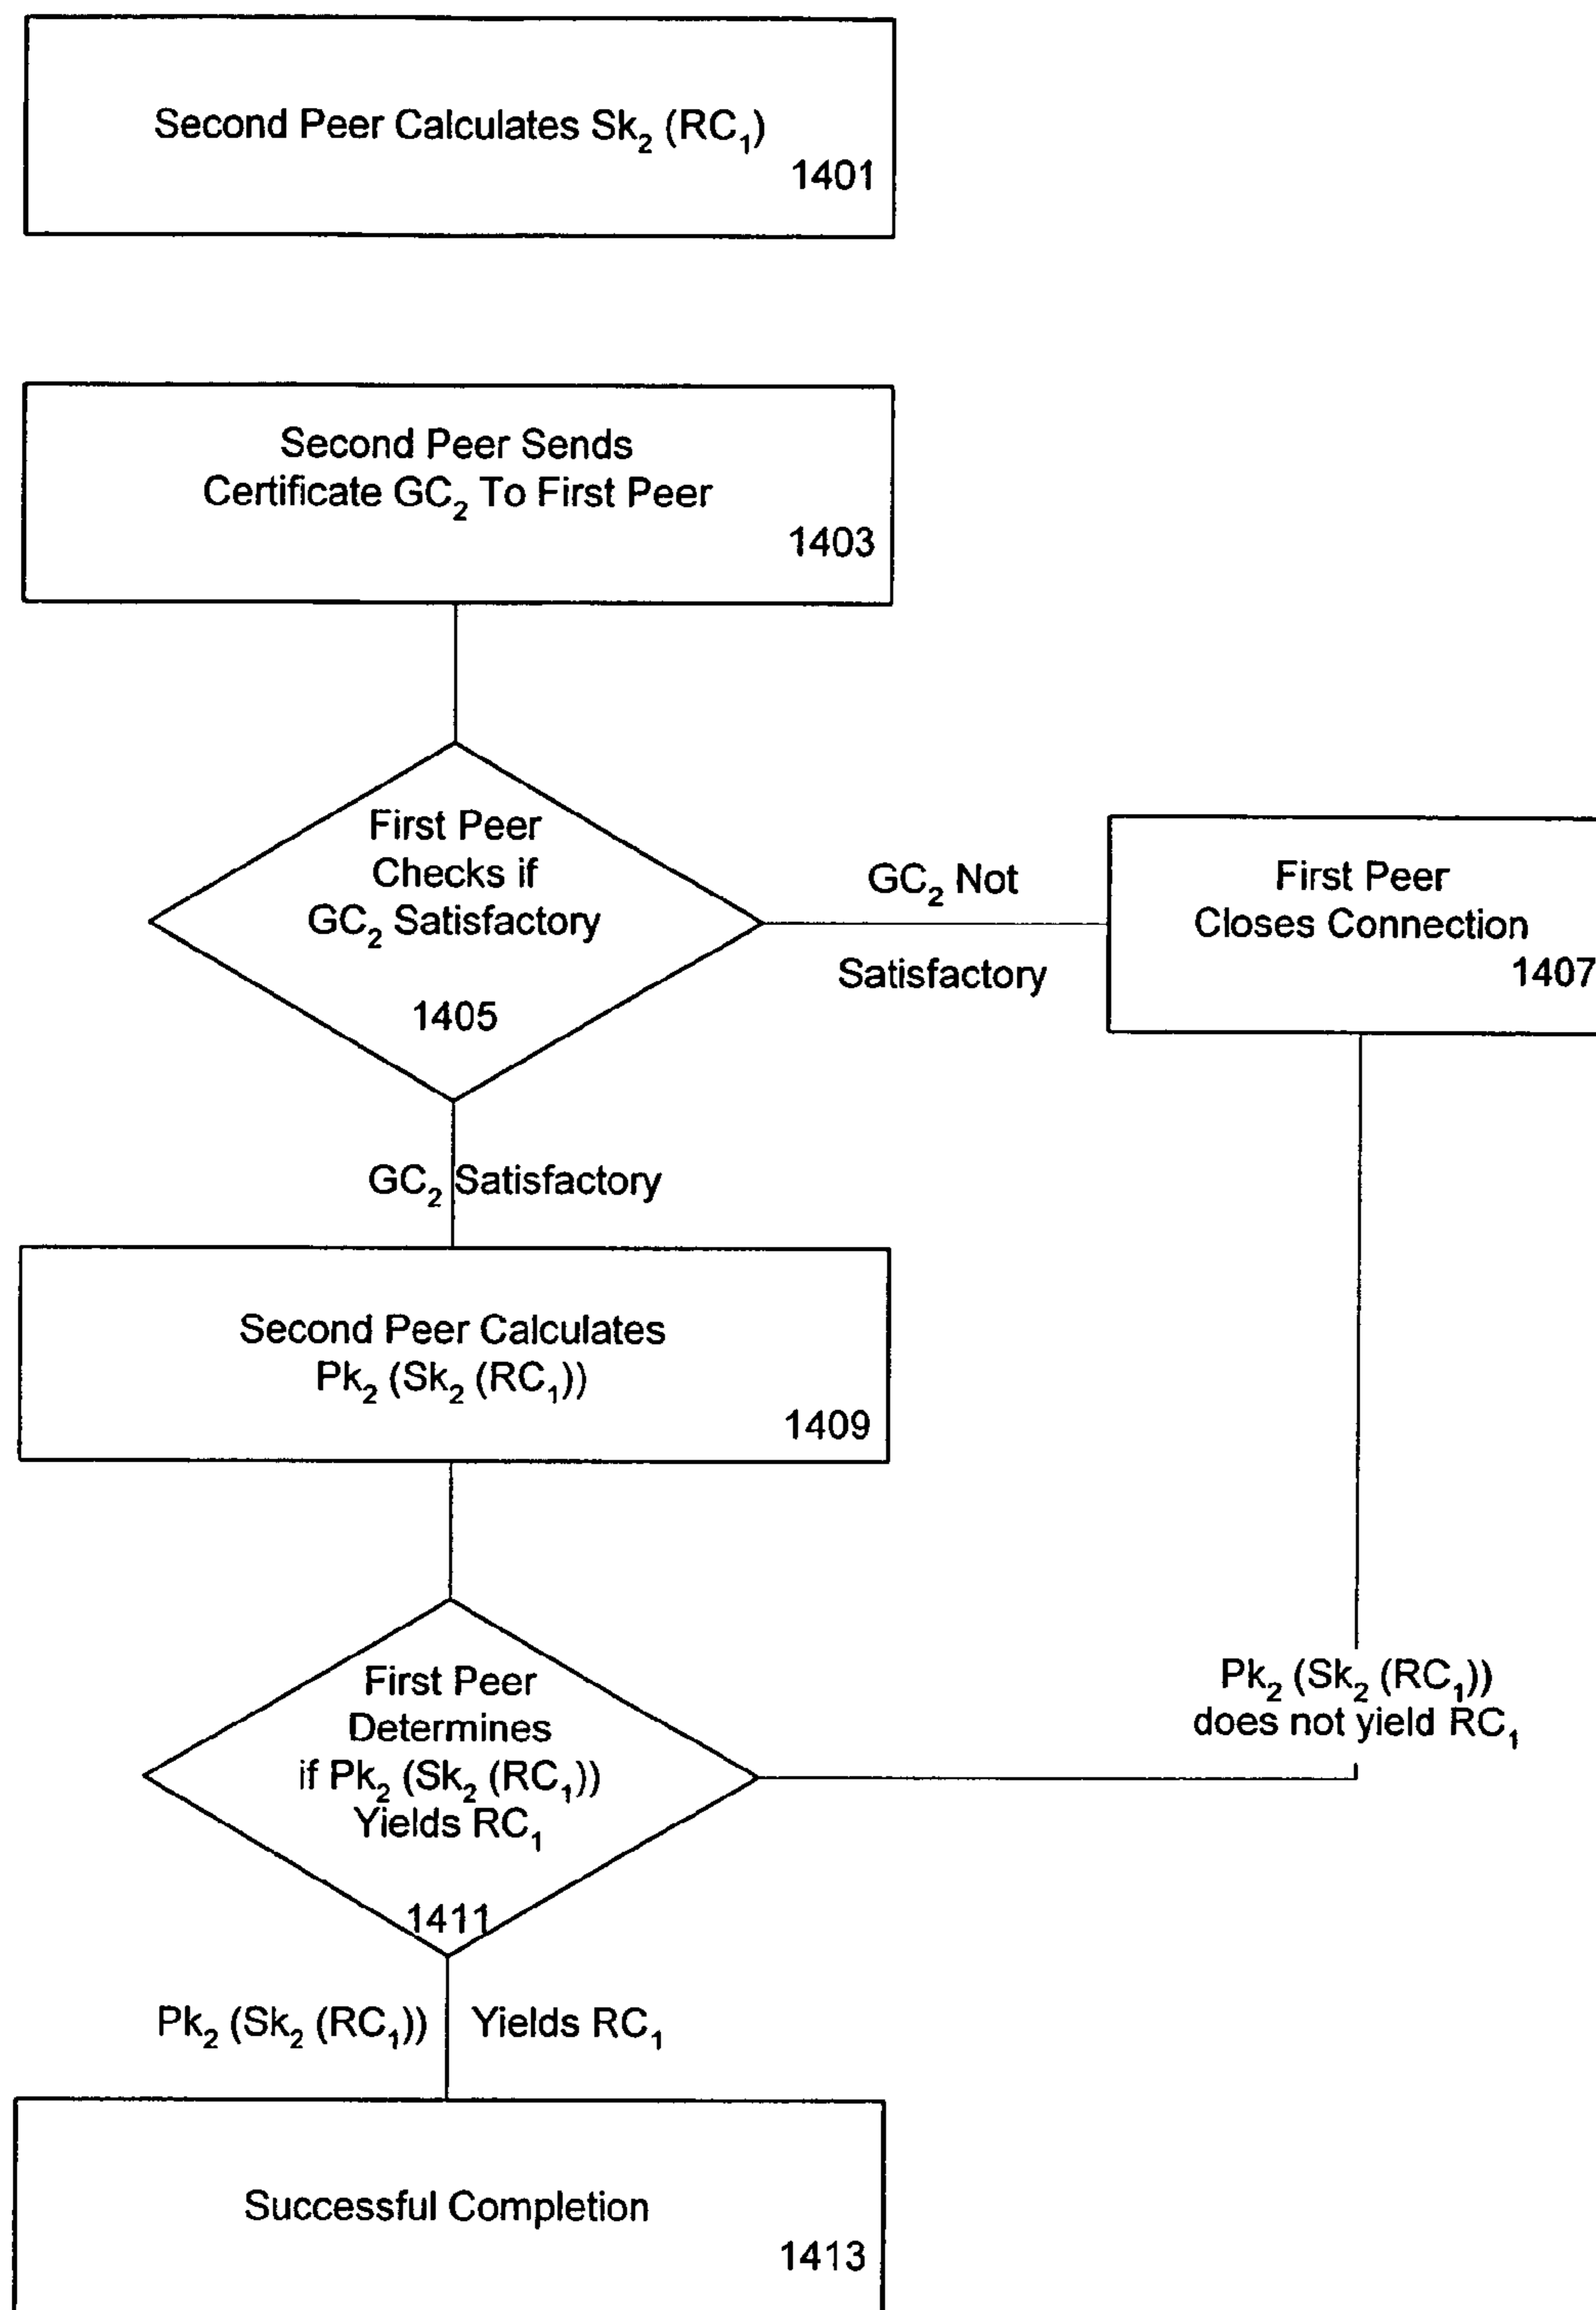 Second Peer Calculates Sk₂ (RC₁)
1401
Second Peer Sends
Certificate GC₂ To First Peer
1403
First Peer
Checks if
GC₂ Satisfactory
1405
GC₂ Not
Satisfactory
First Peer
Closes Connection
1407
GC₂ Satisfactory
Second Peer Calculates
Pk₂ (Sk₂ (RC₁))
1409
First Peer
Determines
if Pk₂ (Sk₂ (RC₁))
Yields RC₁
1411
Pk₂ (Sk₂ (RC₁))
does not yield RC₁
Pk₂ (Sk₂ (RC₁)) Yields RC₁
Successful Completion
1413